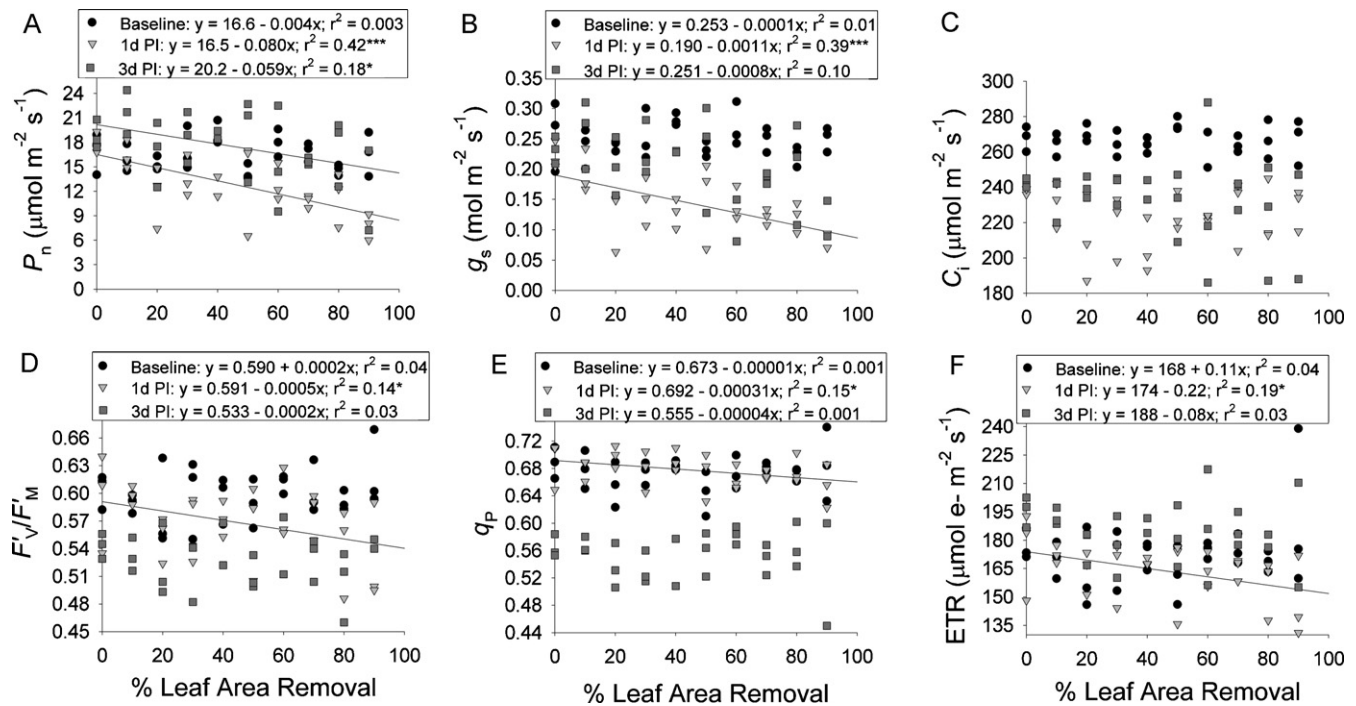 A
Baseline: y = 16.6 - 0.004x; r² = 0.003
1d PI: y = 16.5 - 0.080x; r² = 0.42***
3d PI: y = 20.2 - 0.059x; r² = 0.18*
Pn (μmol m⁻² s⁻¹)
24
21
18
15
12
9
6
3
0
0 20 40 60 80 100
B
Baseline: y = 0.253 - 0.0001x; r² = 0.01
1d PI: y = 0.190 - 0.0011x; r² = 0.39***
3d PI: y = 0.251 - 0.0008x; r² = 0.10
gs (mol m⁻² s⁻¹)
0.35
0.30
0.25
0.20
0.15
0.10
0.05
0.00
0 20 40 60 80 100
C
Ci (μmol m⁻² s⁻¹)
300
280
260
240
220
200
180
0 20 40 60 80 100
D
Baseline: y = 0.590 + 0.0002x; r² = 0.04
1d PI: y = 0.591 - 0.0005x; r² = 0.14*
3d PI: y = 0.533 - 0.0002x; r² = 0.03
F'V/F'M
0.66
0.63
0.60
0.57
0.54
0.51
0.48
0.45
0 20 40 60 80 100
% Leaf Area Removal
E
Baseline: y = 0.673 - 0.00001x; r² = 0.001
1d PI: y = 0.692 - 0.00031x; r² = 0.15*
3d PI: y = 0.555 - 0.00004x; r² = 0.001
qP
0.72
0.68
0.64
0.60
0.56
0.52
0.48
0.44
0 20 40 60 80 100
% Leaf Area Removal
F
Baseline: y = 168 + 0.11x; r² = 0.04
1d PI: y = 174 - 0.22; r² = 0.19*
3d PI: y = 188 - 0.08x; r² = 0.03
ETR (μmol e- m⁻² s⁻¹)
240
225
210
195
180
165
150
135
0 20 40 60 80 100
% Leaf Area Removal